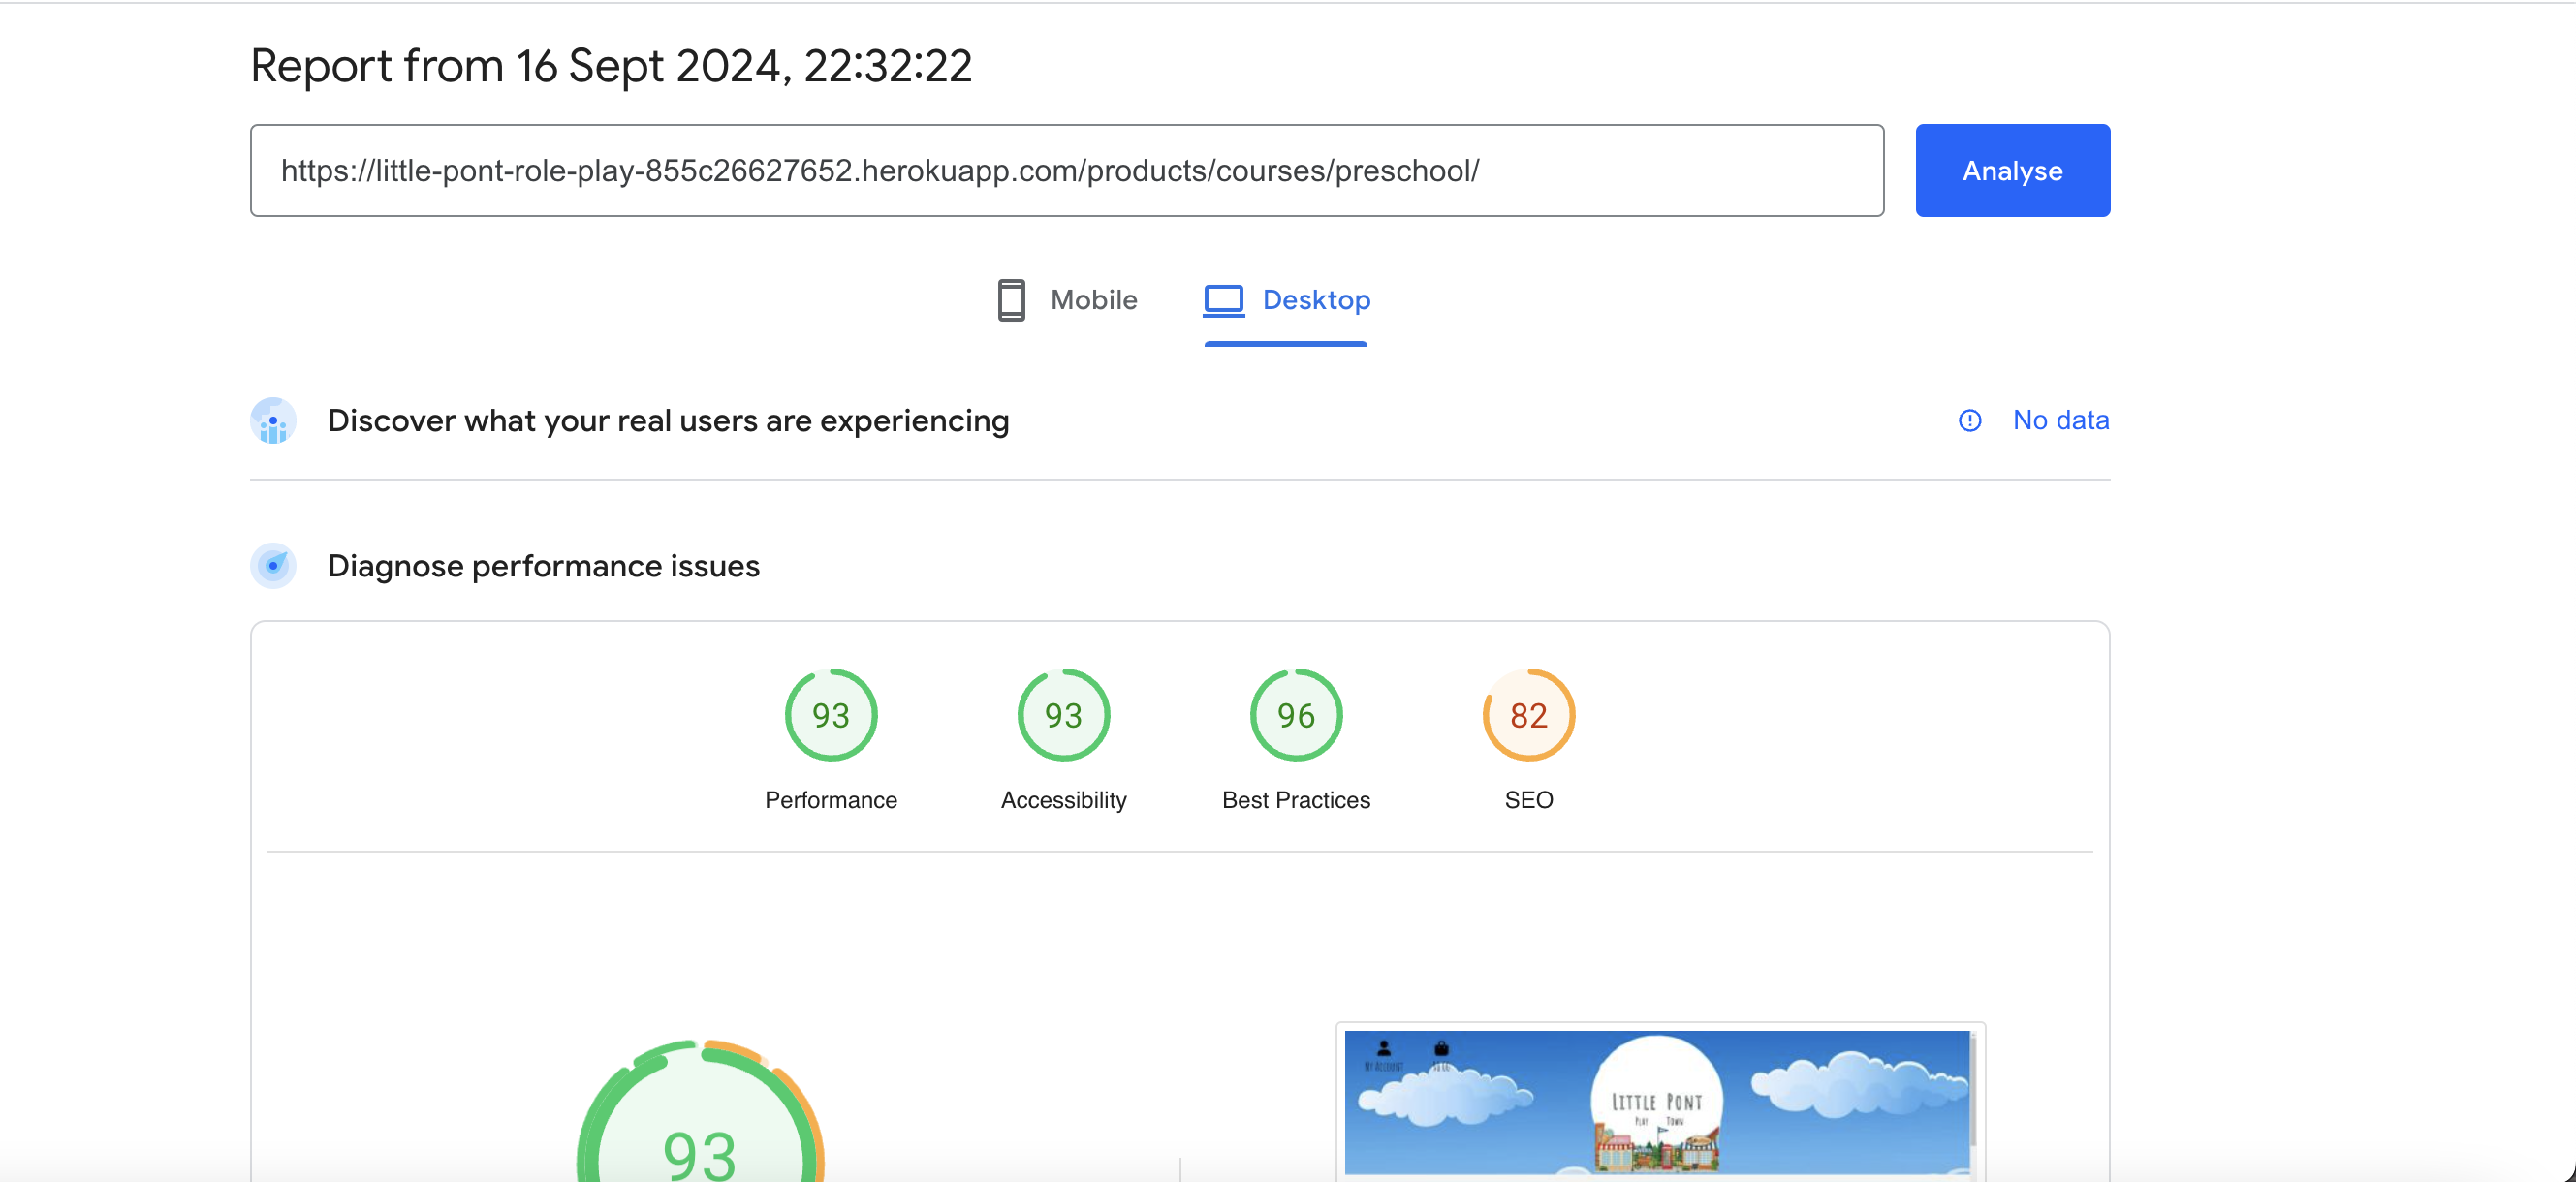 Report from 16 Sept 2024, 22:32:22
https://little-pont-role-play-855c26627652.herokuapp.com/products/courses/preschool/
Analyse
Mobile
Desktop
Discover what your real users are experiencing
No data
Diagnose performance issues
93
93
96
82
Performance
Accessibility
Best Practices
SEO
93
My Account
Little Pont
Play Town